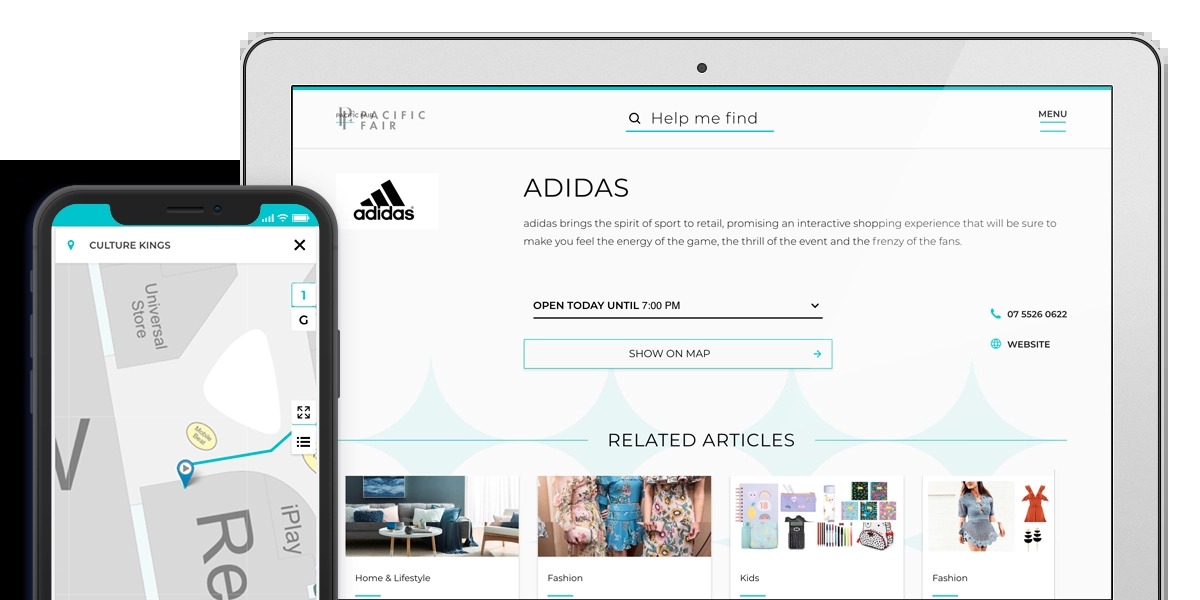 PACIFIC
FAIR
Help me find
MENU
adidas
ADIDAS
adidas brings the spirit of sport to retail, promising an interactive shopping experience that will be sure to
make you feel the energy of the game, the thrill of the event and the frenzy of the fans.
OPEN TODAY UNTIL 7:00 PM
07 5526 0622
SHOW ON MAP
WEBSITE
RELATED ARTICLES
Home & Lifestyle
Fashion
Kids
Fashion
CULTURE KINGS
Universal
Store
1
G
Mobile
Beat
iPlay
Re